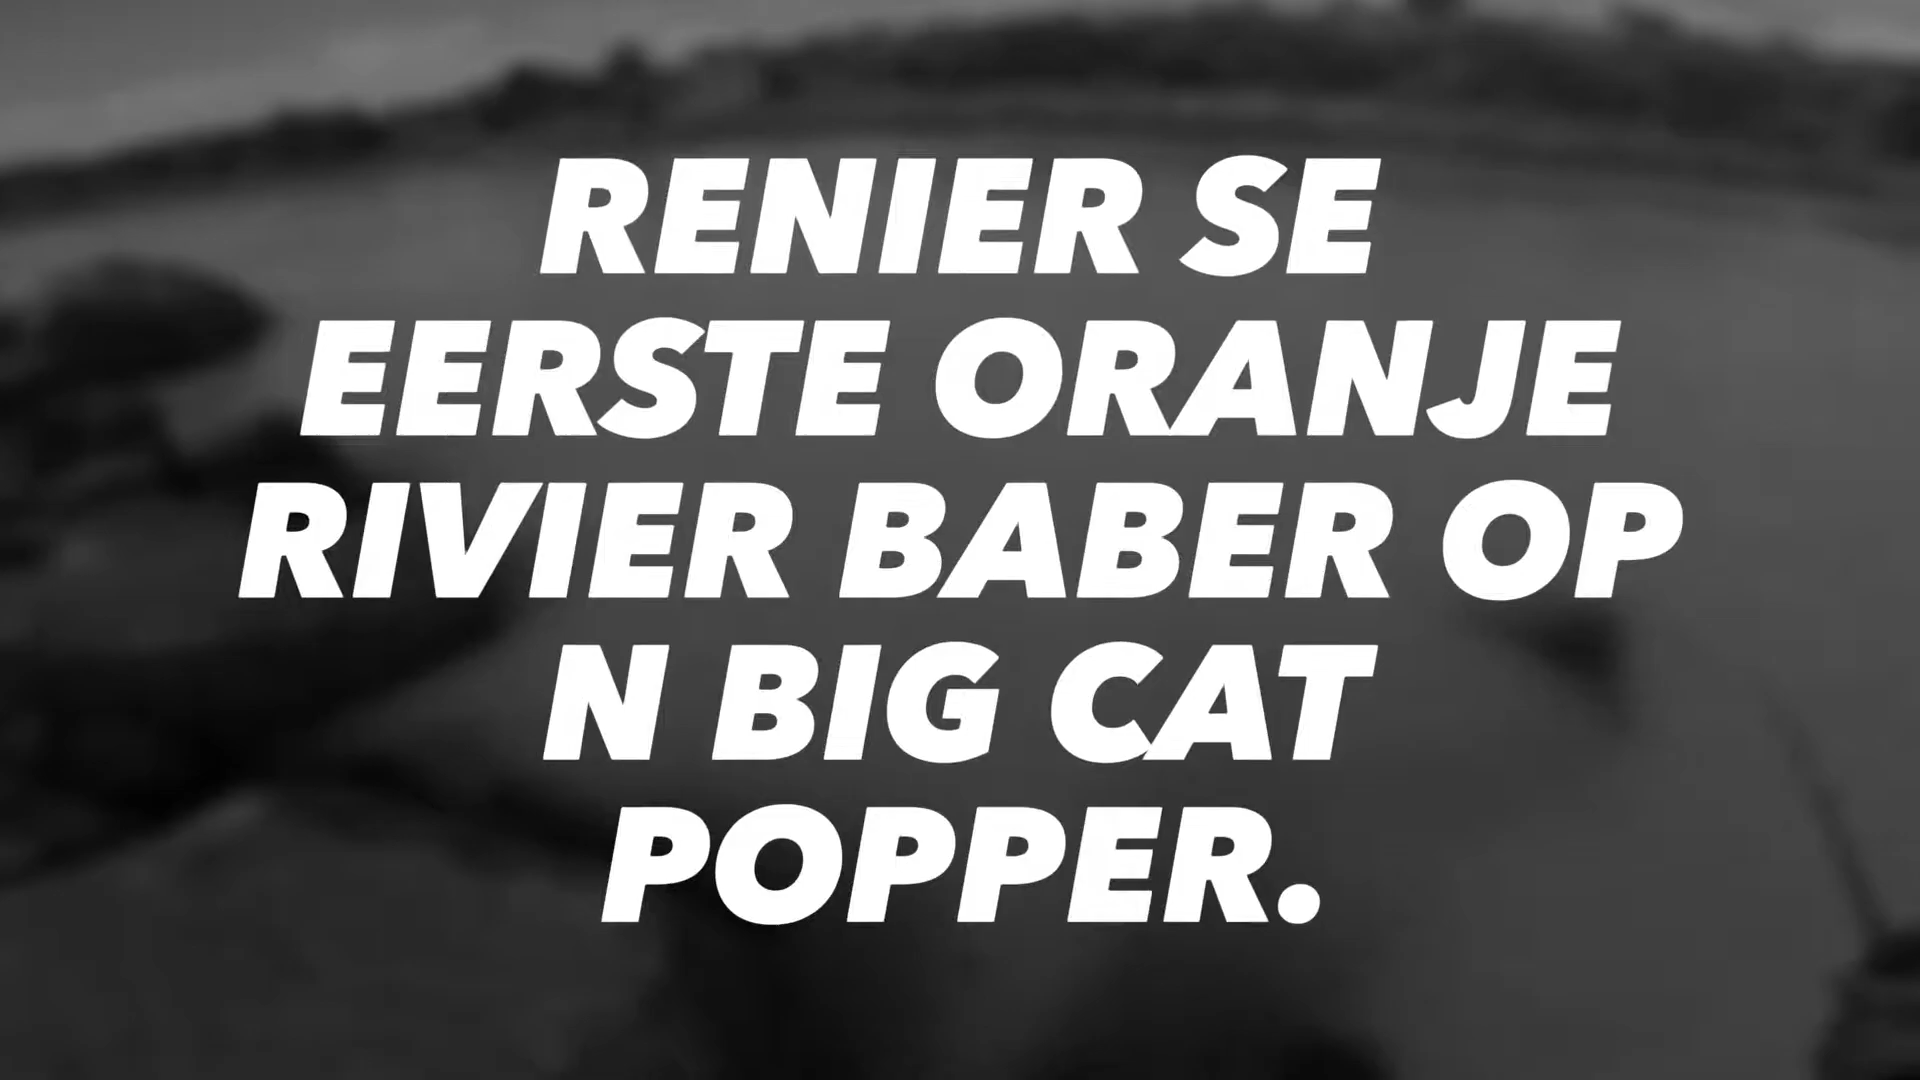 RENIER SE
EERSTE ORANJE
RIVIER BABER OP
N BIG CAT
POPPER.